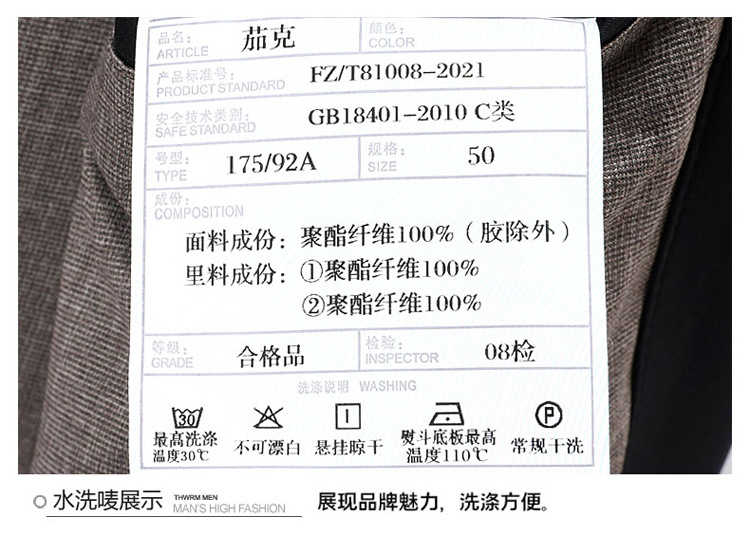 品名： 茄克 颜色：
ARTICLE COLOR
产品标准号： FZ/T81008-2021
PRODUCT STANDARD
安全技术类别： GB18401-2010 C类
SAFE STANDARD
号型： 175/92A 规格： 50
TYPE SIZE
成份：
COMPOSITION
面料成份：聚酯纤维100%（胶除外）
里料成份：①聚酯纤维100%
②聚酯纤维100%
等级： 合格品 检验： 08检
GRADE INSPECTOR
洗涤说明 WASHING
30 P
最高洗涤 不可漂白 悬挂晾干 熨斗底板最高 常规干洗
温度30℃ 温度110℃
水洗唛展示 THWRM MEN 展现品牌魅力，洗涤方便。
MAN'S HIGH FASHION